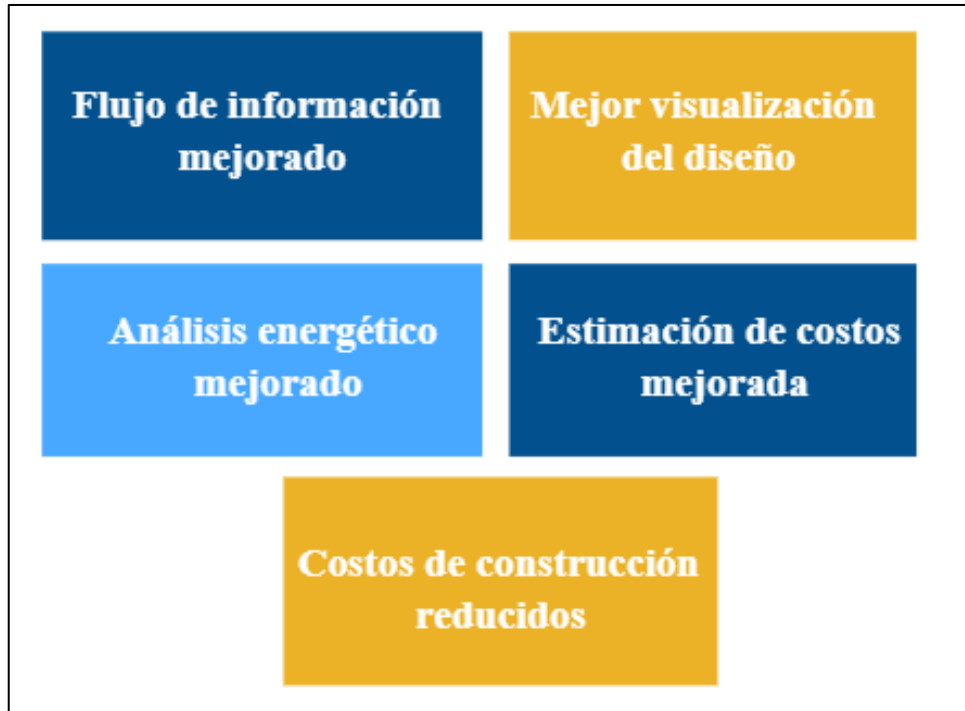 Flujo de información
mejorado
Mejor visualización
del diseño
Análisis energético
mejorado
Estimación de costos
mejorada
Costos de construcción
reducidos